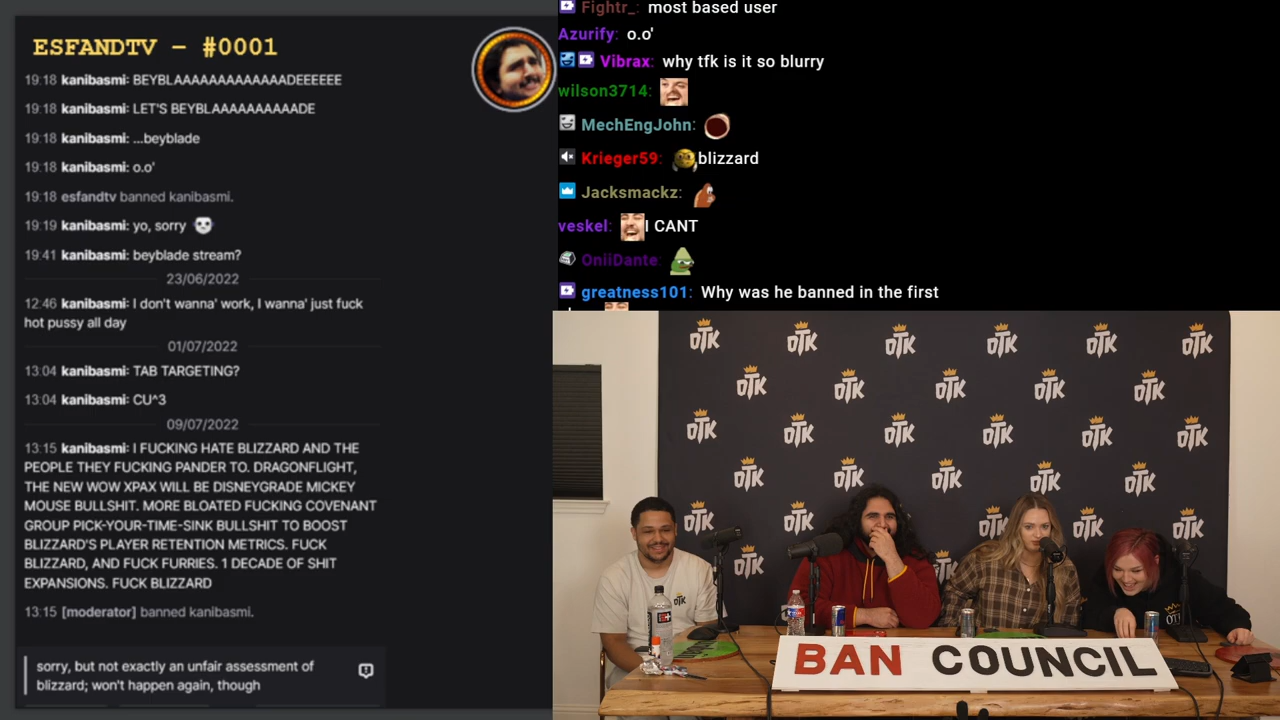 ESFANDTV – #0001
19:18 kanibasmi: BEYBLAAAAAAAAAAAAADEEEEEE
19:18 kanibasmi: LET'S BEYBLAAAAAAAAAADE
19:18 kanibasmi: ...beyblade
19:18 kanibasmi: o.o'
19:18 esfandtv banned kanibasmi.
19:19 kanibasmi: yo, sorry
19:41 kanibasmi: beyblade stream?
23/06/2022
12:46 kanibasmi: I don't wanna' work, I wanna' just fuck
hot pussy all day
01/07/2022
13:04 kanibasmi: TAB TARGETING?
13:04 kanibasmi: CU^3
09/07/2022
13:15 kanibasmi: I FUCKING HATE BLIZZARD AND THE
PEOPLE THEY FUCKING PANDER TO. DRAGONFLIGHT,
THE NEW WOW XPAX WILL BE DISNEYGRADE MICKEY
MOUSE BULLSHIT. MORE BLOATED FUCKING COVENANT
GROUP PICK-YOUR-TIME-SINK BULLSHIT TO BOOST
BLIZZARD'S PLAYER RETENTION METRICS. FUCK
BLIZZARD, AND FUCK FURRIES. 1 DECADE OF SHIT
EXPANSIONS. FUCK BLIZZARD
13:15 [moderator] banned kanibasmi.
sorry, but not exactly an unfair assessment of
blizzard; won't happen again, though
Fightr_: most based user
Azurify: o.o'
Vibrax: why tfk is it so blurry
wilson3714:
MechEngJohn:
Krieger59: blizzard
Jacksmackz:
veskel: I CANT
OniiDante:
greatness101: Why was he banned in the first
OTK
BAN COUNCIL